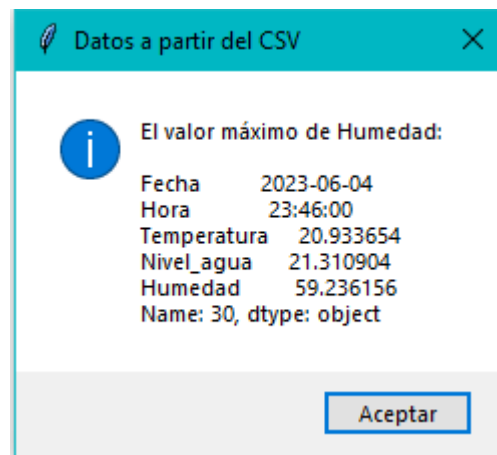 Datos a partir del CSV
El valor máximo de Humedad:
Fecha 2023-06-04
Hora 23:46:00
Temperatura 20.933654
Nivel_agua 21.310904
Humedad 59.236156
Name: 30, dtype: object
Aceptar